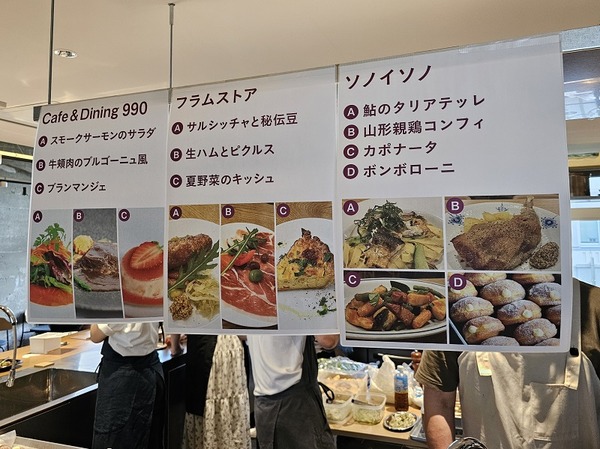 Cafe & Dining 990
A スモークサーモンのサラダ
B 牛頬肉のブルゴーニュ風
C ブランマンジェ
A
B
C
フラムストア
A サルシッチャと秘伝豆
B 生ハムとピクルス
C 夏野菜のキッシュ
A
B
C
ソノイソノ
A 鮎のタリアテッレ
B 山形親鶏コンフィ
C カポナータ
D ボンボローニ
A
B
C
D